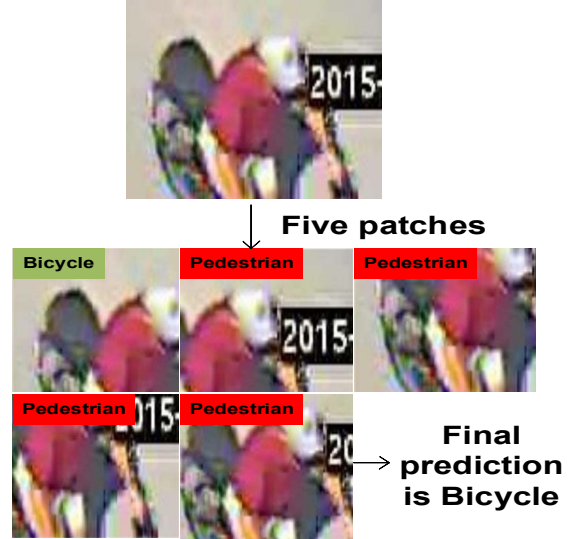 2015-
Five patches
Bicycle
Pedestrian
Pedestrian
2015-
Pedestrian
015-
Pedestrian
20
Final
prediction
is Bicycle